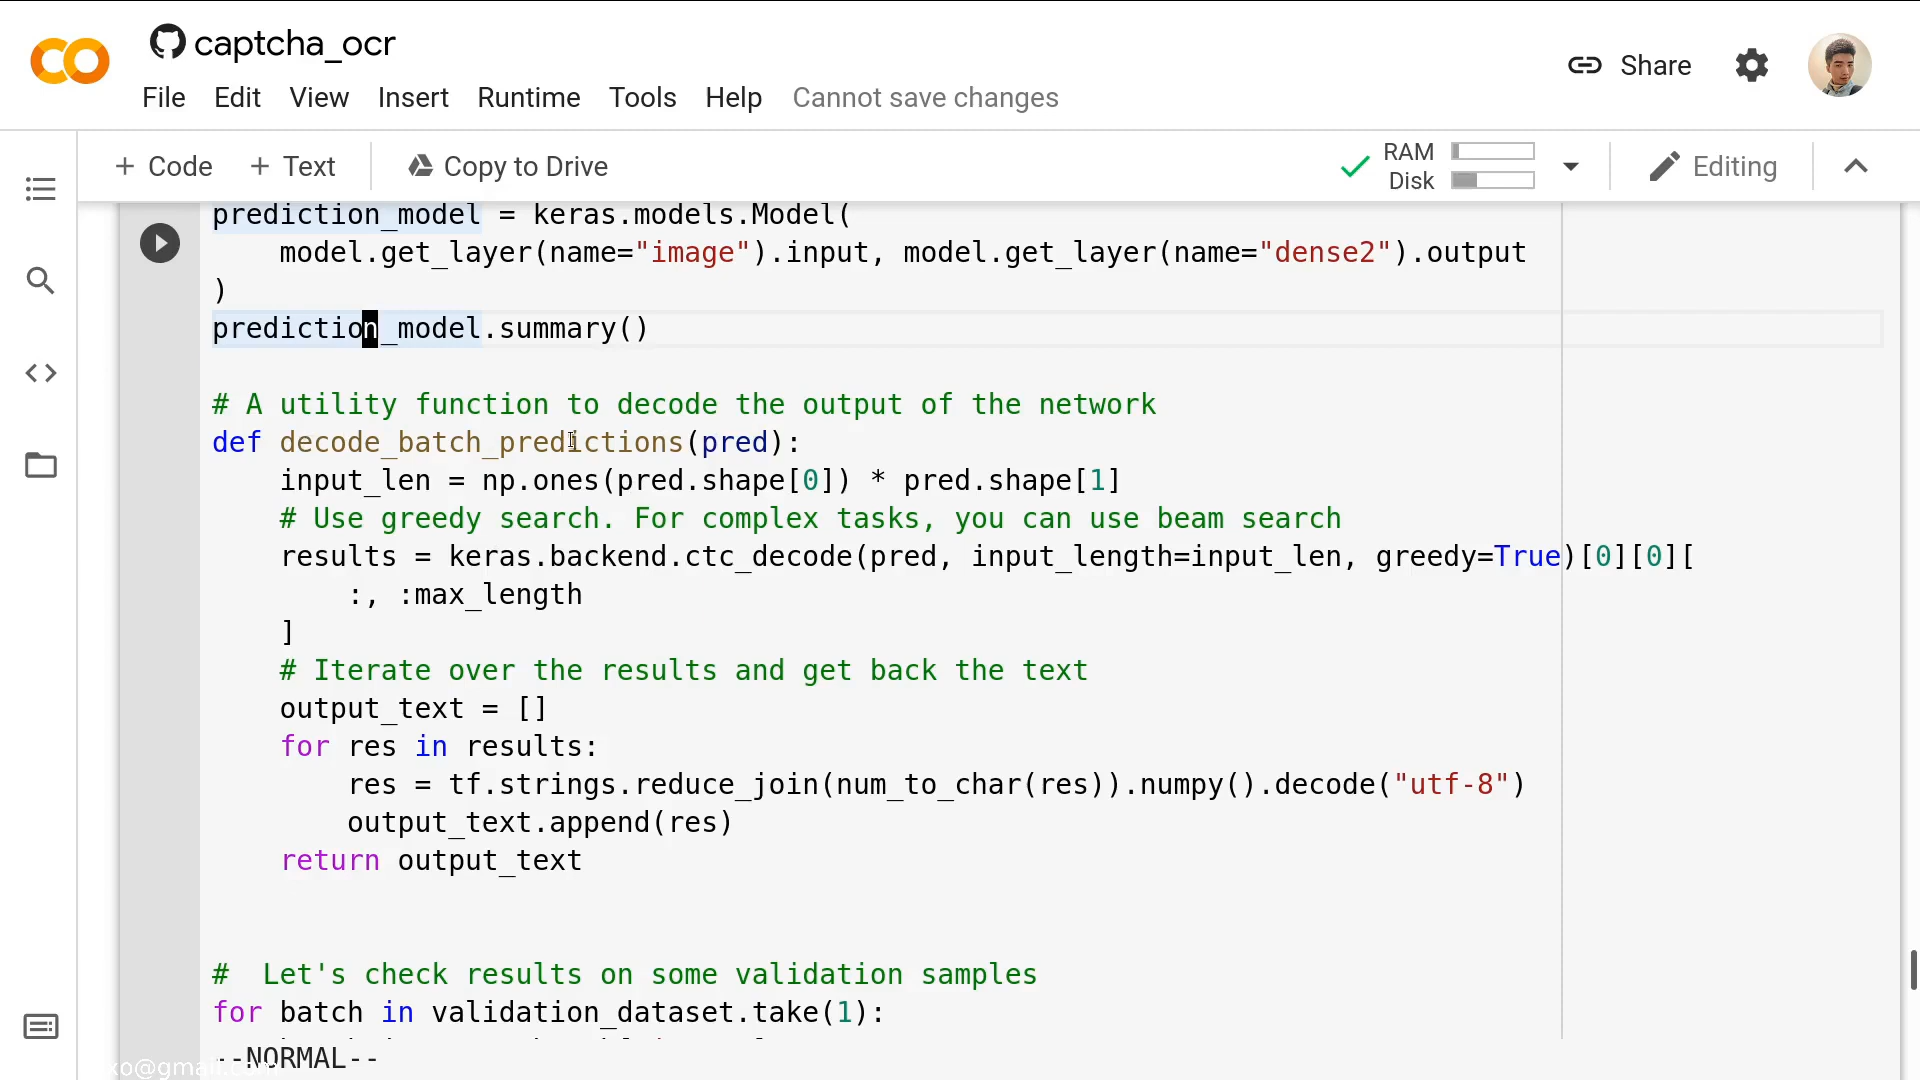 captcha_ocr
File Edit View Insert Runtime Tools Help Cannot save changes
Share
+ Code + Text Copy to Drive
RAM
Disk
Editing
prediction_model = keras.models.Model(
    model.get_layer(name="image").input, model.get_layer(name="dense2").output
)
prediction_model.summary()
# A utility function to decode the output of the network
def decode_batch_predictions(pred):
    input_len = np.ones(pred.shape[0]) * pred.shape[1]
    # Use greedy search. For complex tasks, you can use beam search
    results = keras.backend.ctc_decode(pred, input_length=input_len, greedy=True)[0][0][
        :, :max_length
    ]
    # Iterate over the results and get back the text
    output_text = []
    for res in results:
        res = tf.strings.reduce_join(num_to_char(res)).numpy().decode("utf-8")
        output_text.append(res)
    return output_text
#  Let's check results on some validation samples
for batch in validation_dataset.take(1):
--NORMAL--